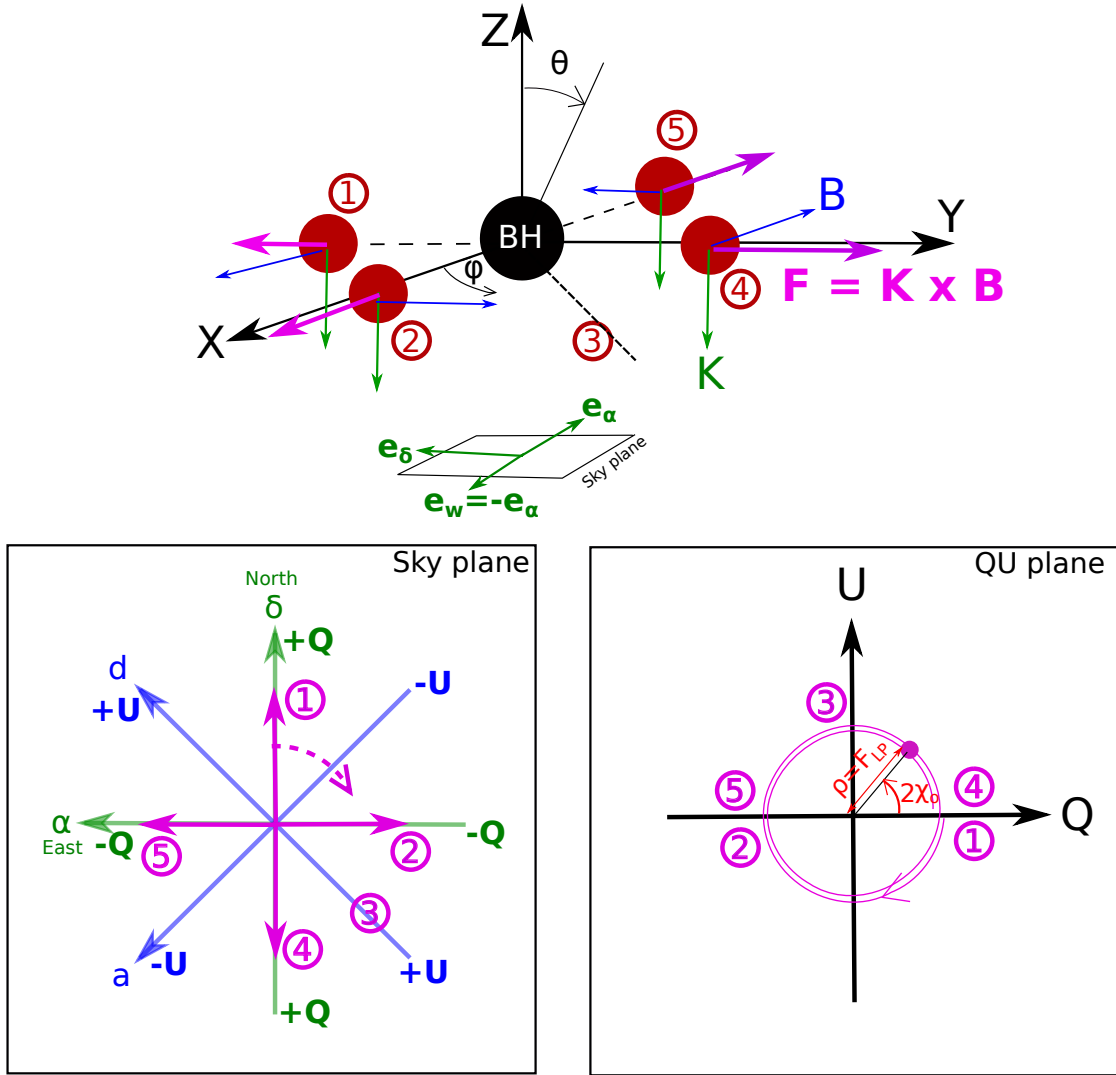 Z
θ
⑤
①
B
BH
Y
φ
④
F = K x B
X
②
③
K
e_α
e_δ
Sky plane
e_w=-e_α
Sky plane
North
δ
+Q
d
+U
-U
①
α
East
-Q
-Q
⑤
②
③
④
a
-U
+U
+Q
QU plane
U
③
ρ=F_LP
⑤
2χ_o
④
Q
②
①